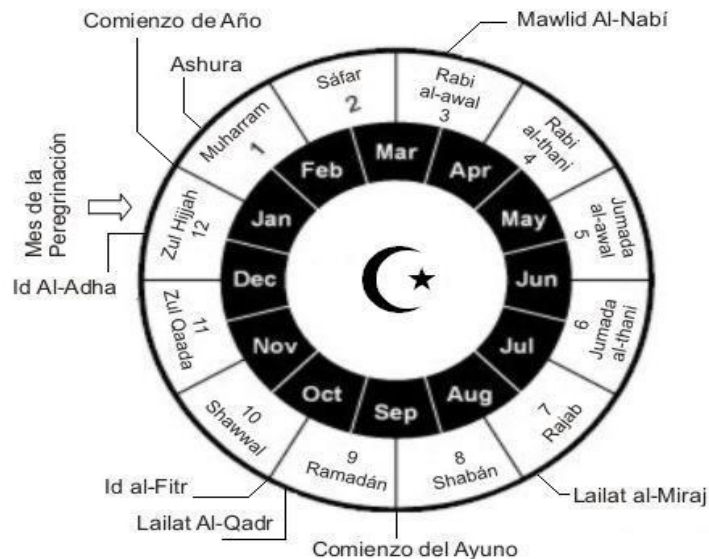 Comienzo de Año
Mawlid Al-Nabí
Ashura
Mes de la
Peregrinación
Id Al-Adha
Id al-Fitr
Lailat Al-Qadr
Comienzo del Ayuno
Lailat al-Miraj
Muharram
1
Sáfar
2
Rabi
al-awal
3
Rabi
al-thani
4
Jumada
al-awal
5
6
Jumada
al-thani
7
Rajab
8
Shabán
9
Ramadán
10
Shawwal
11
Zul Qaada
Zul Hijjah
12
Jan
Feb
Mar
Apr
May
Jun
Jul
Aug
Sep
Oct
Nov
Dec